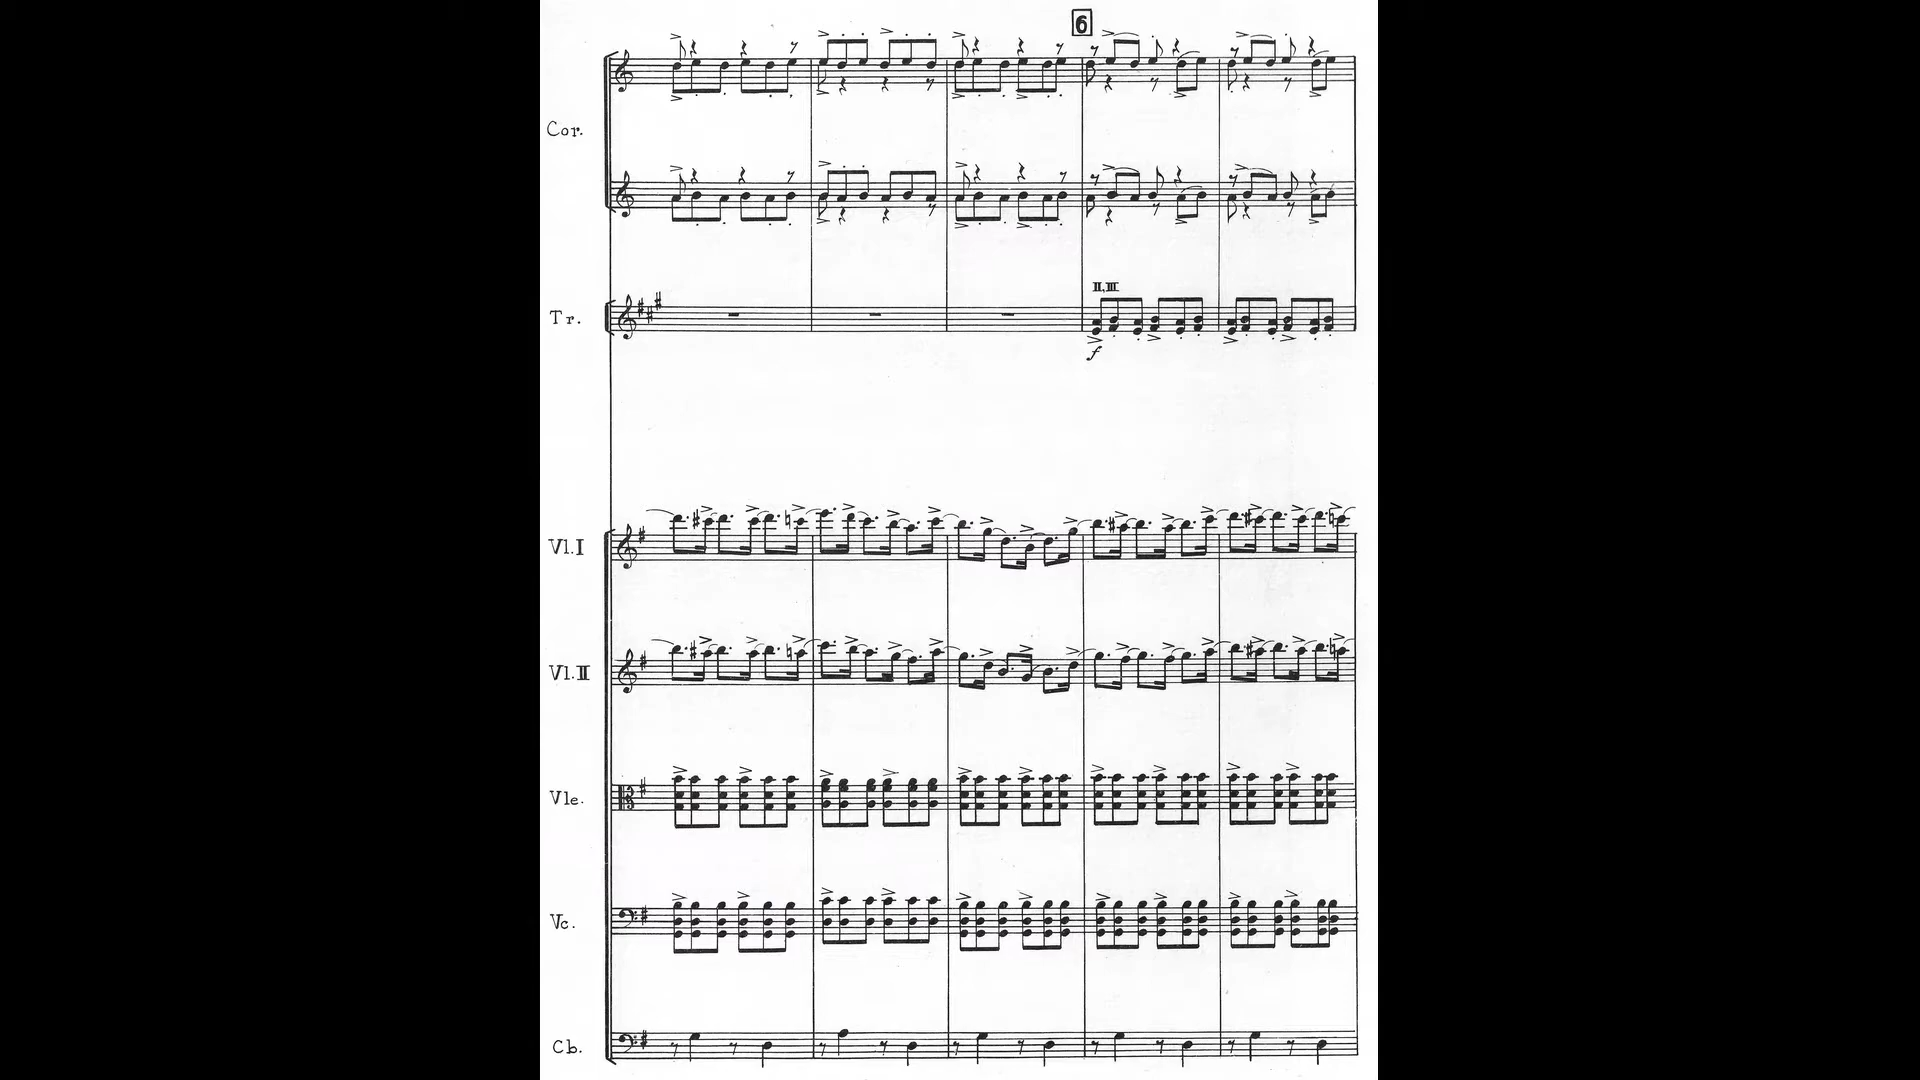 6
Cor.
Tr.
II, III
f
Vl. I
Vl. II
Vle.
Vc.
Cb.